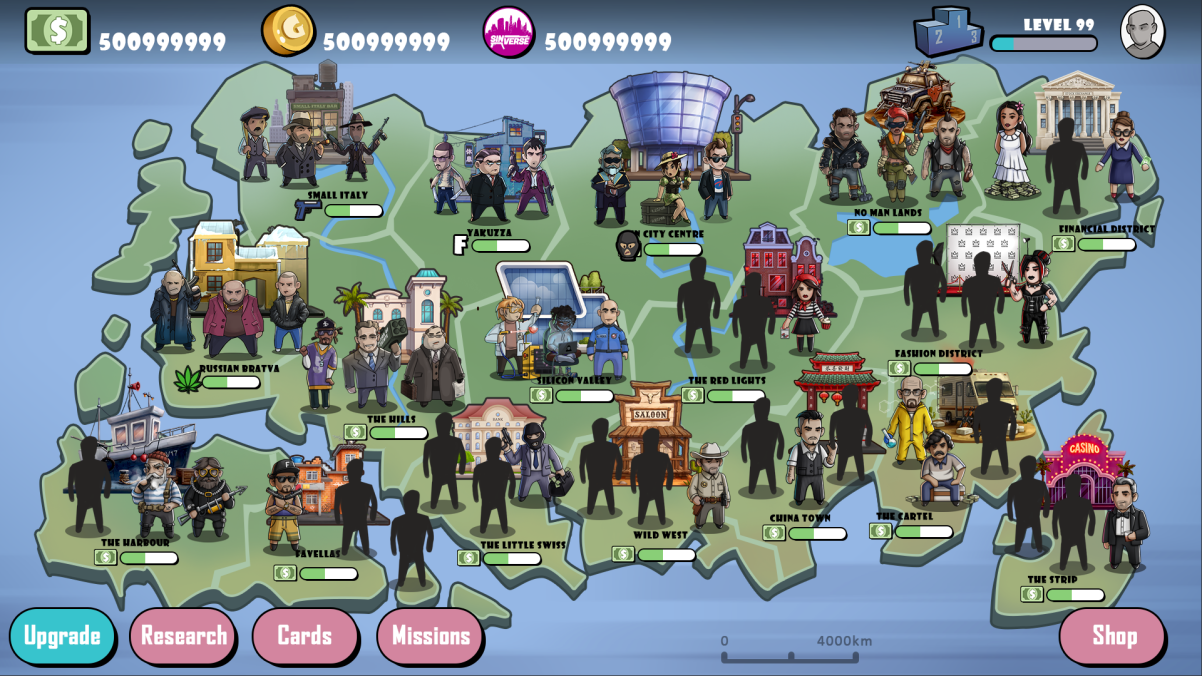 500999999
500999999
SINVERSE
500999999
1
2
3
LEVEL 99
SMALL ITALY
YAKUZZA
F
N CITY CENTRE
NO MAN LANDS
FINANCIAL DISTRICT
RUSSIAN BRATVA
THE HILLS
SILICON VALLEY
THE RED LIGHTS
FASHION DISTRICT
BANK
SALOON
CASINO
THE HARBOUR
FAVELLAS
THE LITTLE SWISS
WILD WEST
CHINA TOWN
THE CARTEL
THE STRIP
Upgrade
Research
Cards
Missions
0
4000km
Shop